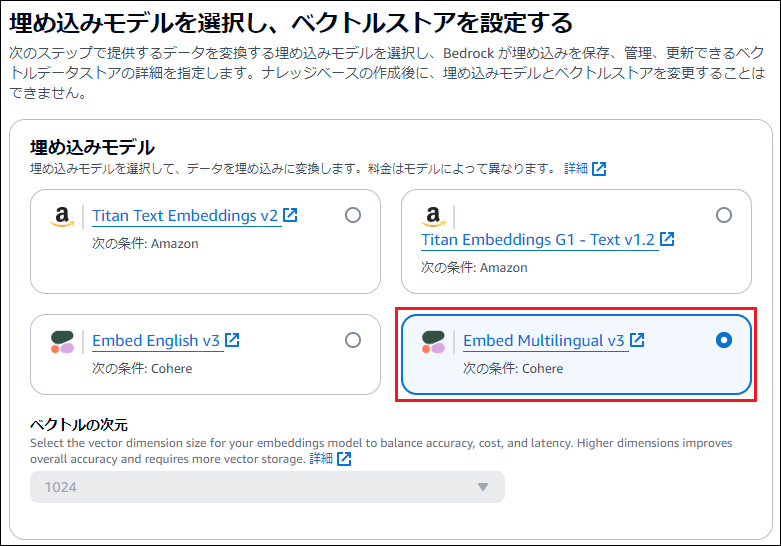 埋め込みモデルを選択し、ベクトルストアを設定する
次のステップで提供するデータを変換する埋め込みモデルを選択し、Bedrock が埋め込みを保存、管理、更新できるベ
クトルデータストアの詳細を指定します。ナレッジベースの作成後に、埋め込みモデルとベクトルストアを変更することは
できません。
埋め込みモデル
埋め込みモデルを選択して、データを埋め込みに変換します。料金はモデルによって異なります。 詳細
a Titan Text Embeddings v2
次の条件: Amazon
a
Titan Embeddings G1 - Text v1.2
次の条件: Amazon
Embed English v3
次の条件: Cohere
Embed Multilingual v3
次の条件: Cohere
ベクトルの次元
Select the vector dimension size for your embeddings model to balance accuracy, cost, and latency. Higher dimensions improves
overall accuracy and requires more vector storage. 詳細
1024